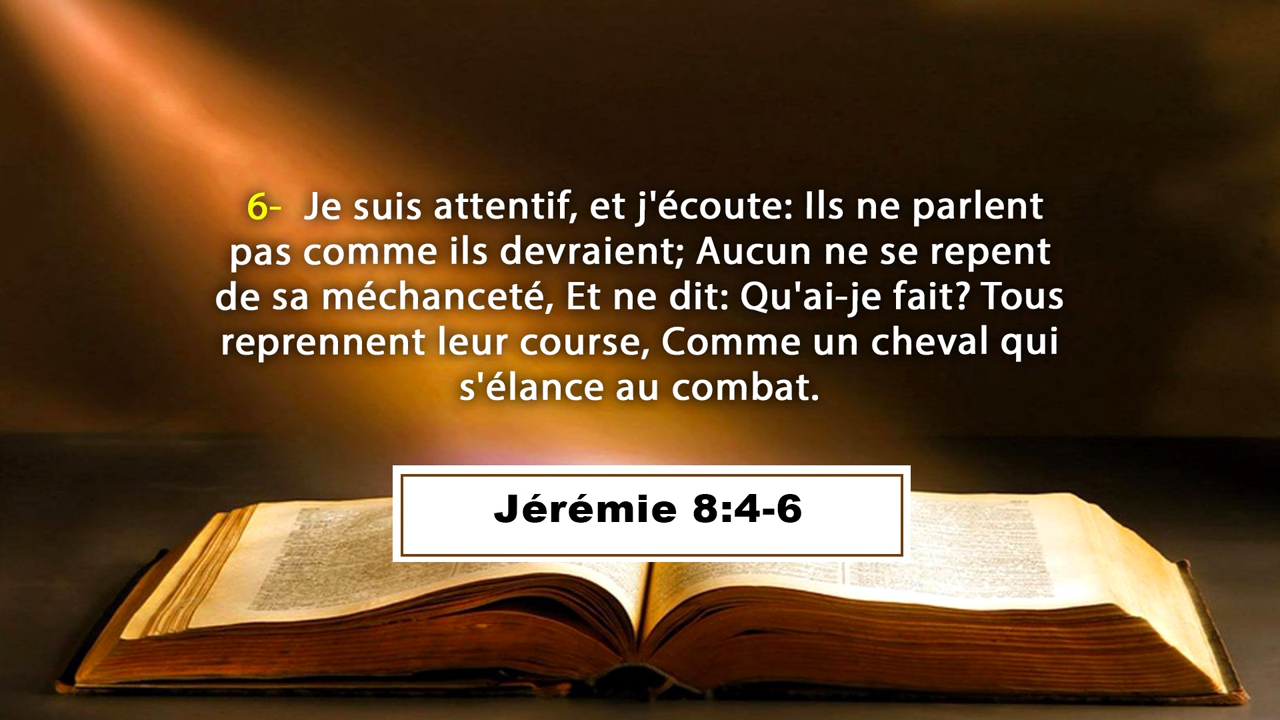 6- Je suis attentif, et j'écoute: Ils ne parlent
pas comme ils devraient; Aucun ne se repent
de sa méchanceté, Et ne dit: Qu'ai-je fait? Tous
reprennent leur course, Comme un cheval qui
s'élance au combat.
Jérémie 8:4-6